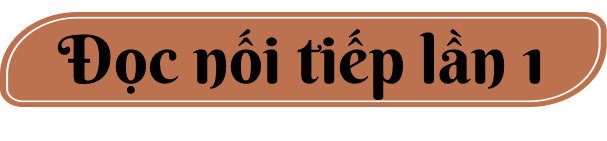 Đọc nối tiếp lần 1